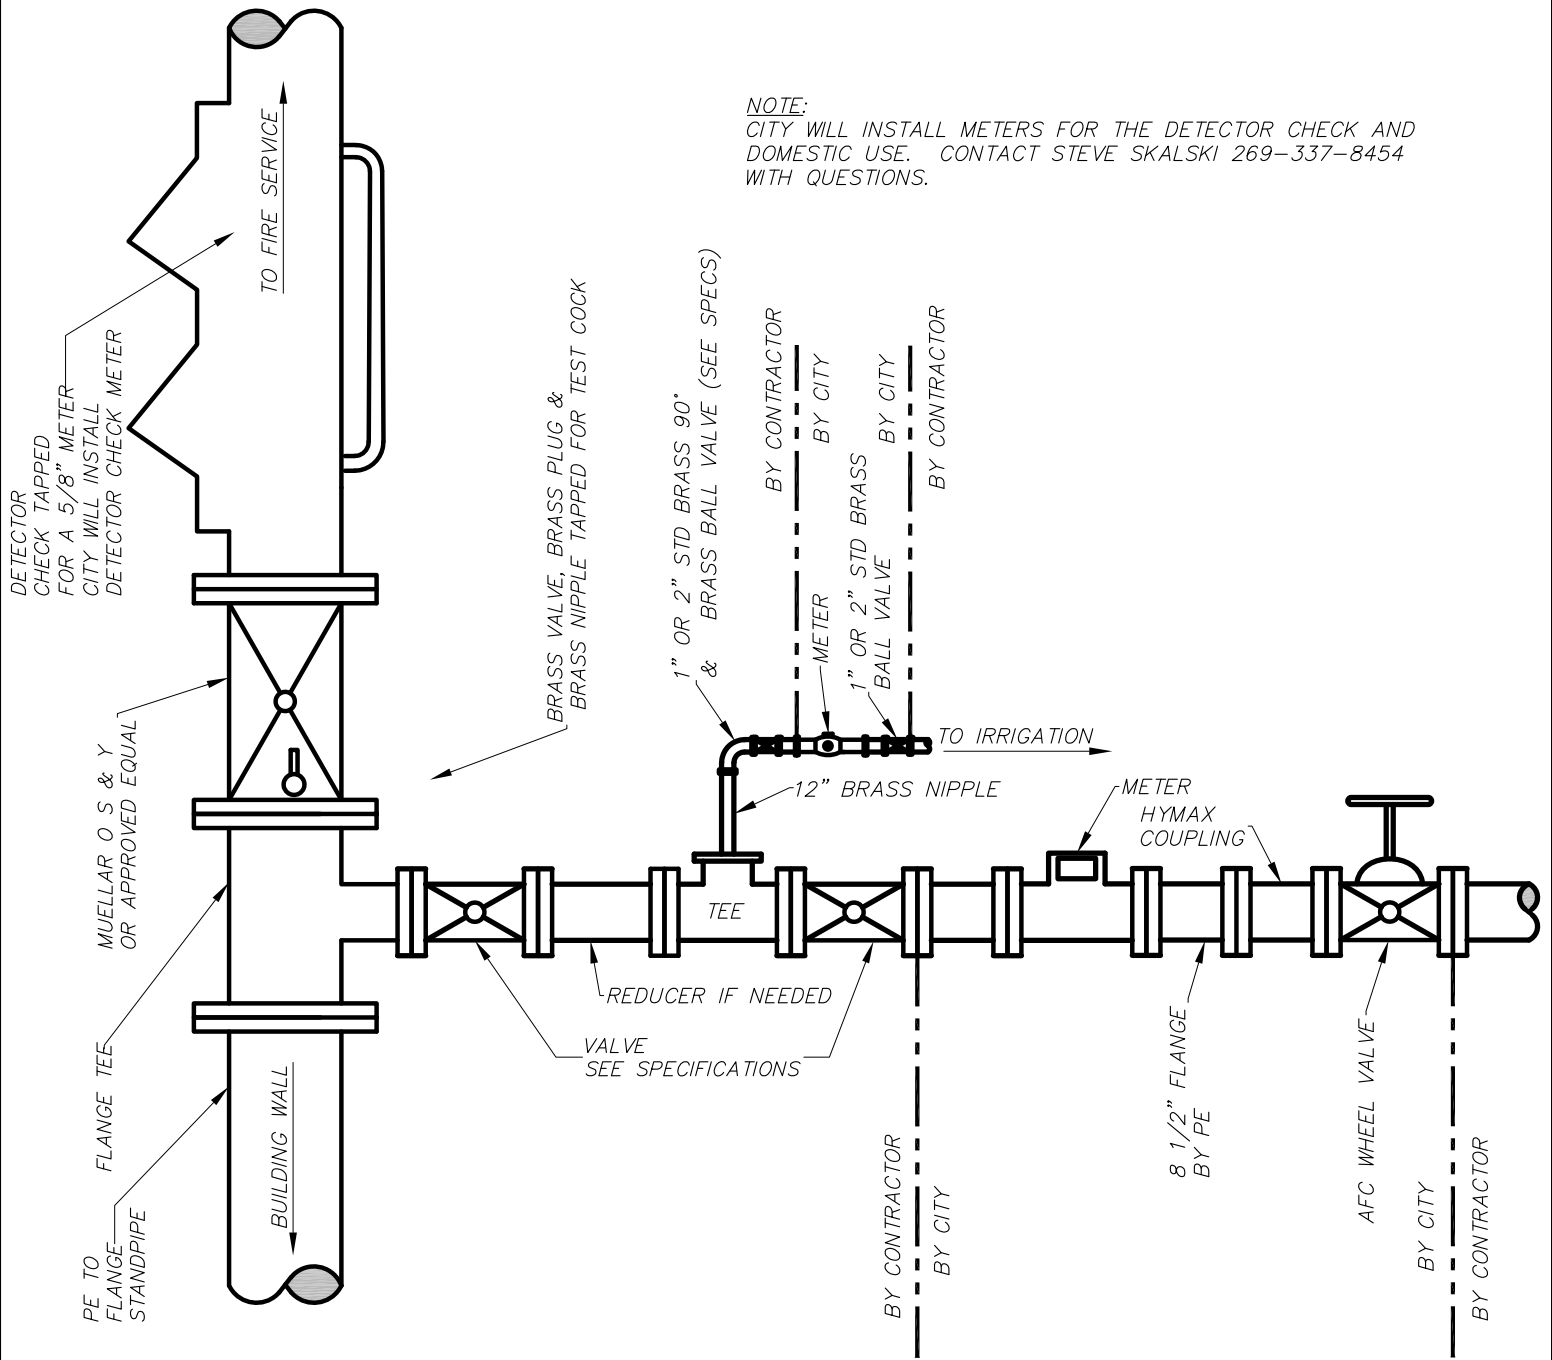 NOTE:
CITY WILL INSTALL METERS FOR THE DETECTOR CHECK AND
DOMESTIC USE. CONTACT STEVE SKALSKI 269-337-8454
WITH QUESTIONS.
DETECTOR
CHECK TAPPED
FOR A 5/8" METER
CITY WILL INSTALL
DETECTOR CHECK METER
TO FIRE SERVICE
MUELLAR O S & Y
OR APPROVED EQUAL
BRASS VALVE, BRASS PLUG &
BRASS NIPPLE TAPPED FOR TEST COCK
1" OR 2" STD BRASS 90°
& BRASS BALL VALVE (SEE SPECS)
BY CONTRACTOR
BY CITY
BY CITY
BY CONTRACTOR
METER
1" OR 2" STD BRASS
BALL VALVE
TO IRRIGATION
12" BRASS NIPPLE
METER
HYMAX
COUPLING
TEE
REDUCER IF NEEDED
VALVE
SEE SPECIFICATIONS
FLANGE TEE
PE TO
FLANGE
STANDPIPE
BUILDING WALL
BY CONTRACTOR
BY CITY
8 1/2" FLANGE
BY PE
AFC WHEEL VALVE
BY CITY
BY CONTRACTOR